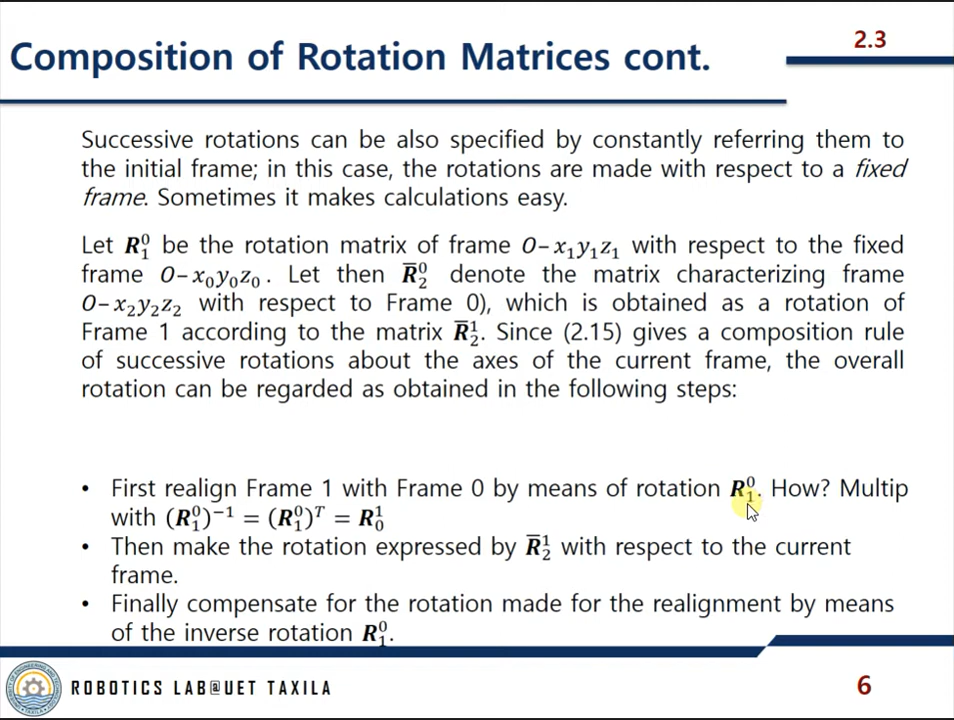 2.3
Composition of Rotation Matrices cont.
Successive rotations can be also specified by constantly referring them to
the initial frame; in this case, the rotations are made with respect to a fixed
frame. Sometimes it makes calculations easy.
Let R₁⁰ be the rotation matrix of frame O–x₁y₁z₁ with respect to the fixed
frame O–x₀y₀z₀. Let then R̅₂⁰ denote the matrix characterizing frame
O–x₂y₂z₂ with respect to Frame 0), which is obtained as a rotation of
Frame 1 according to the matrix R̅₂¹. Since (2.15) gives a composition rule
of successive rotations about the axes of the current frame, the overall
rotation can be regarded as obtained in the following steps:
• First realign Frame 1 with Frame 0 by means of rotation R₁⁰. How? Multip
with (R₁⁰)⁻¹ = (R₁⁰)ᵀ = R₀¹
• Then make the rotation expressed by R̅₂¹ with respect to the current
frame.
• Finally compensate for the rotation made for the realignment by means
of the inverse rotation R₁⁰.
ROBOTICS LAB@UET TAXILA
6